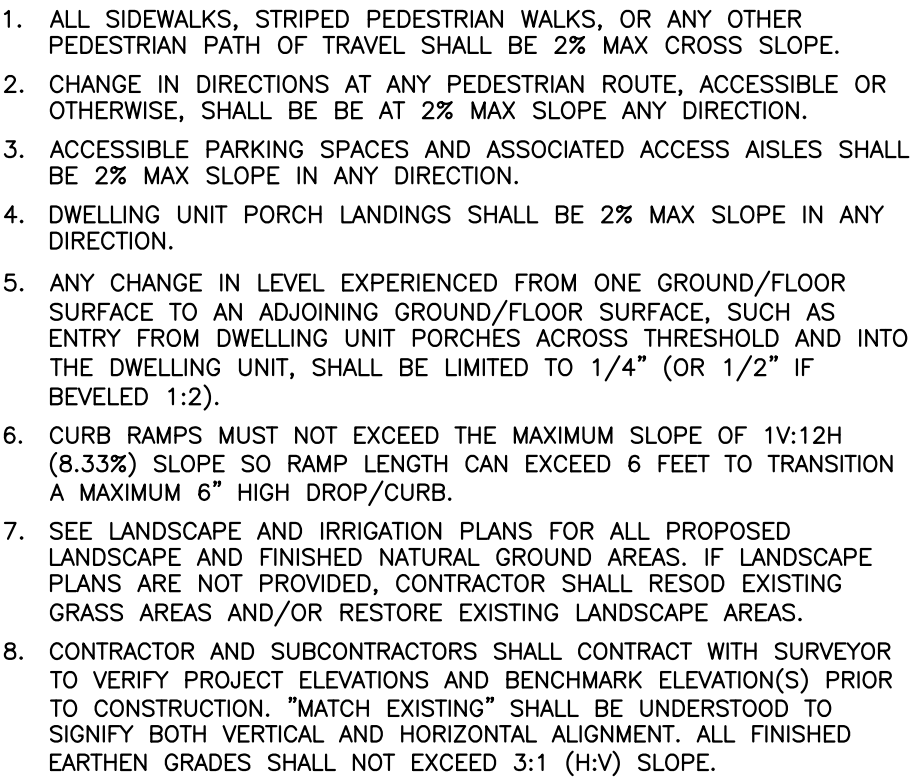 1. ALL SIDEWALKS, STRIPED PEDESTRIAN WALKS, OR ANY OTHER
PEDESTRIAN PATH OF TRAVEL SHALL BE 2% MAX CROSS SLOPE.
2. CHANGE IN DIRECTIONS AT ANY PEDESTRIAN ROUTE, ACCESSIBLE OR
OTHERWISE, SHALL BE BE AT 2% MAX SLOPE ANY DIRECTION.
3. ACCESSIBLE PARKING SPACES AND ASSOCIATED ACCESS AISLES SHALL
BE 2% MAX SLOPE IN ANY DIRECTION.
4. DWELLING UNIT PORCH LANDINGS SHALL BE 2% MAX SLOPE IN ANY
DIRECTION.
5. ANY CHANGE IN LEVEL EXPERIENCED FROM ONE GROUND/FLOOR
SURFACE TO AN ADJOINING GROUND/FLOOR SURFACE, SUCH AS
ENTRY FROM DWELLING UNIT PORCHES ACROSS THRESHOLD AND INTO
THE DWELLING UNIT, SHALL BE LIMITED TO 1/4" (OR 1/2" IF
BEVELED 1:2).
6. CURB RAMPS MUST NOT EXCEED THE MAXIMUM SLOPE OF 1V:12H
(8.33%) SLOPE SO RAMP LENGTH CAN EXCEED 6 FEET TO TRANSITION
A MAXIMUM 6" HIGH DROP/CURB.
7. SEE LANDSCAPE AND IRRIGATION PLANS FOR ALL PROPOSED
LANDSCAPE AND FINISHED NATURAL GROUND AREAS. IF LANDSCAPE
PLANS ARE NOT PROVIDED, CONTRACTOR SHALL RESOD EXISTING
GRASS AREAS AND/OR RESTORE EXISTING LANDSCAPE AREAS.
8. CONTRACTOR AND SUBCONTRACTORS SHALL CONTRACT WITH SURVEYOR
TO VERIFY PROJECT ELEVATIONS AND BENCHMARK ELEVATION(S) PRIOR
TO CONSTRUCTION. "MATCH EXISTING" SHALL BE UNDERSTOOD TO
SIGNIFY BOTH VERTICAL AND HORIZONTAL ALIGNMENT. ALL FINISHED
EARTHEN GRADES SHALL NOT EXCEED 3:1 (H:V) SLOPE.